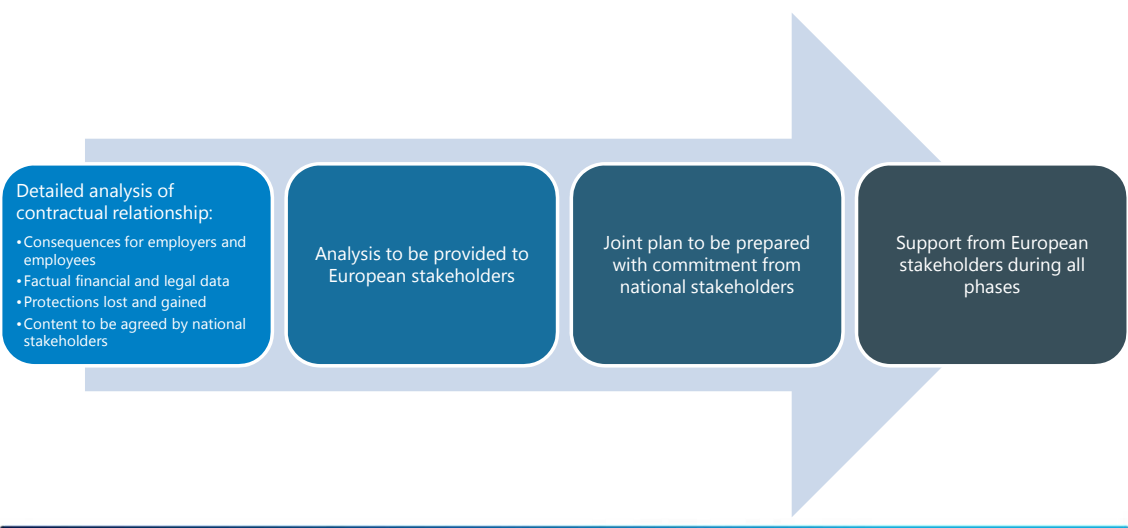 Detailed analysis of
contractual relationship:
•Consequences for employers and
employees
•Factual financial and legal data
•Protections lost and gained
•Content to be agreed by national
stakeholders
Analysis to be provided to
European stakeholders
Joint plan to be prepared
with commitment from
national stakeholders
Support from European
stakeholders during all
phases